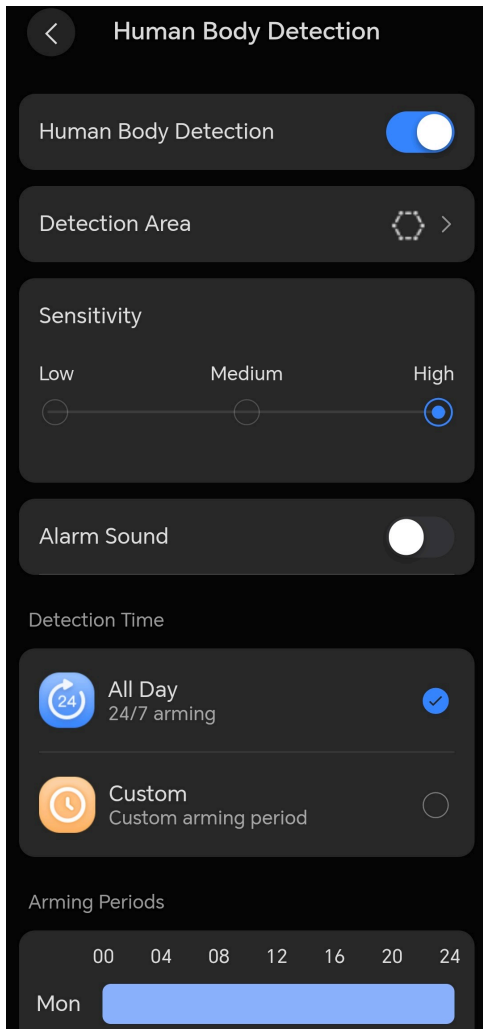 Human Body Detection
Human Body Detection
Detection Area
Sensitivity
Low Medium High
Alarm Sound
Detection Time
24
All Day
24/7 arming
Custom
Custom arming period
Arming Periods
00 04 08 12 16 20 24
Mon